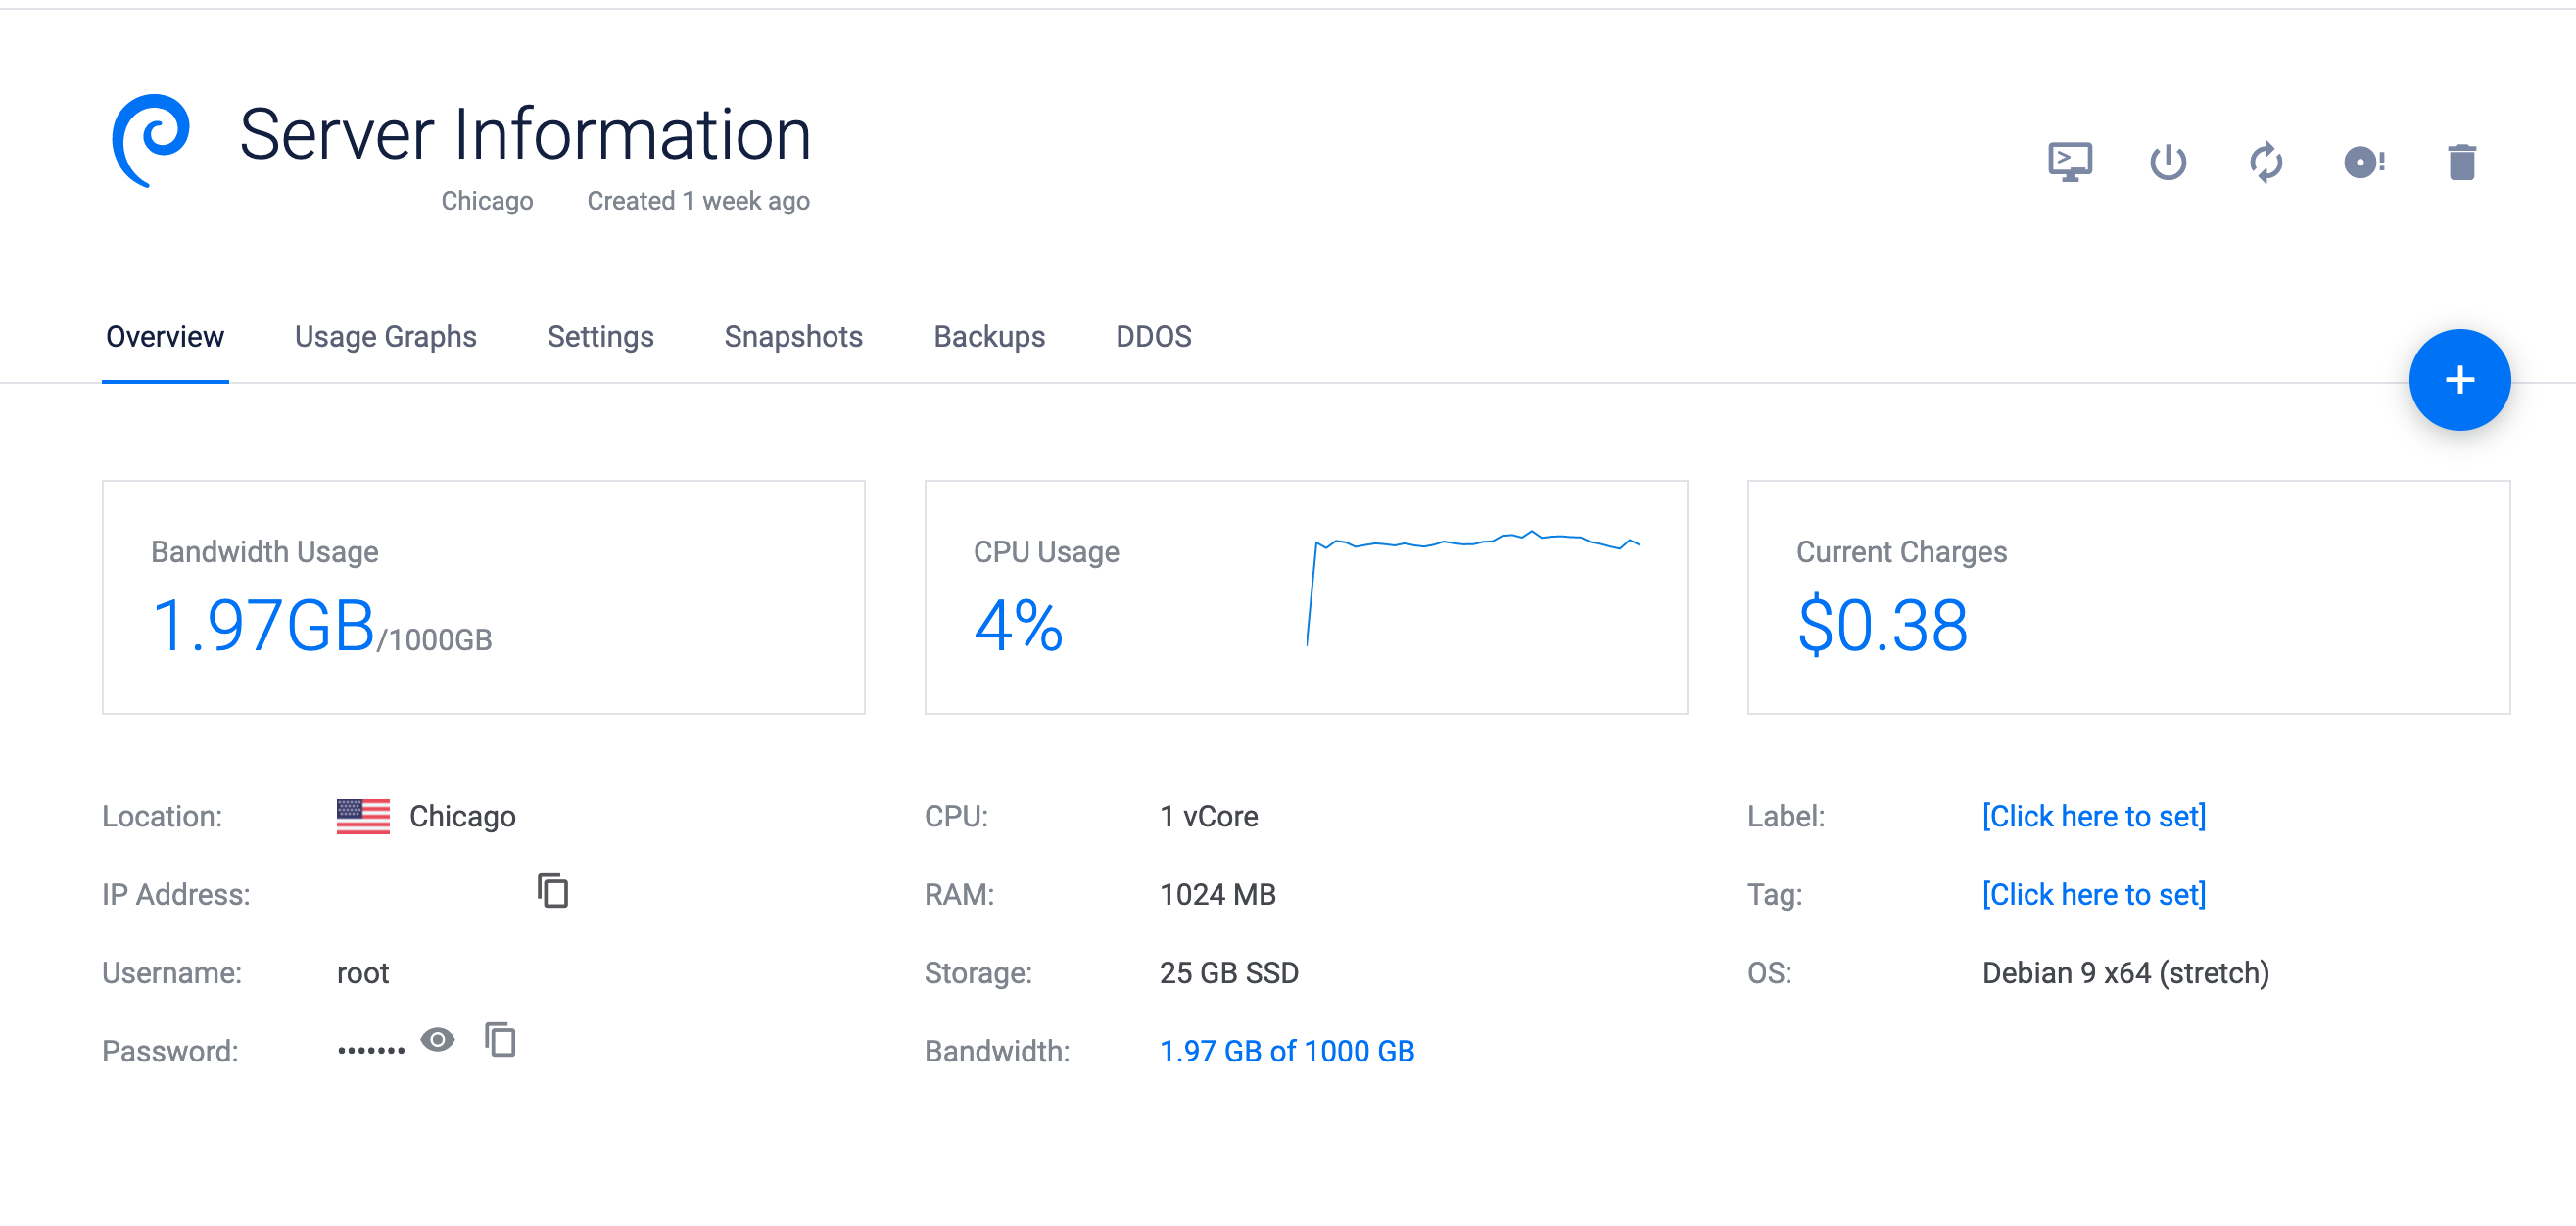 Server Information
Chicago Created 1 week ago
Overview Usage Graphs Settings Snapshots Backups DDOS
Bandwidth Usage
1.97GB/1000GB
CPU Usage
4%
Current Charges
$0.38
Location: Chicago
IP Address:
Username: root
Password: •••••••
CPU: 1 vCore
RAM: 1024 MB
Storage: 25 GB SSD
Bandwidth: 1.97 GB of 1000 GB
Label: [Click here to set]
Tag: [Click here to set]
OS: Debian 9 x64 (stretch)